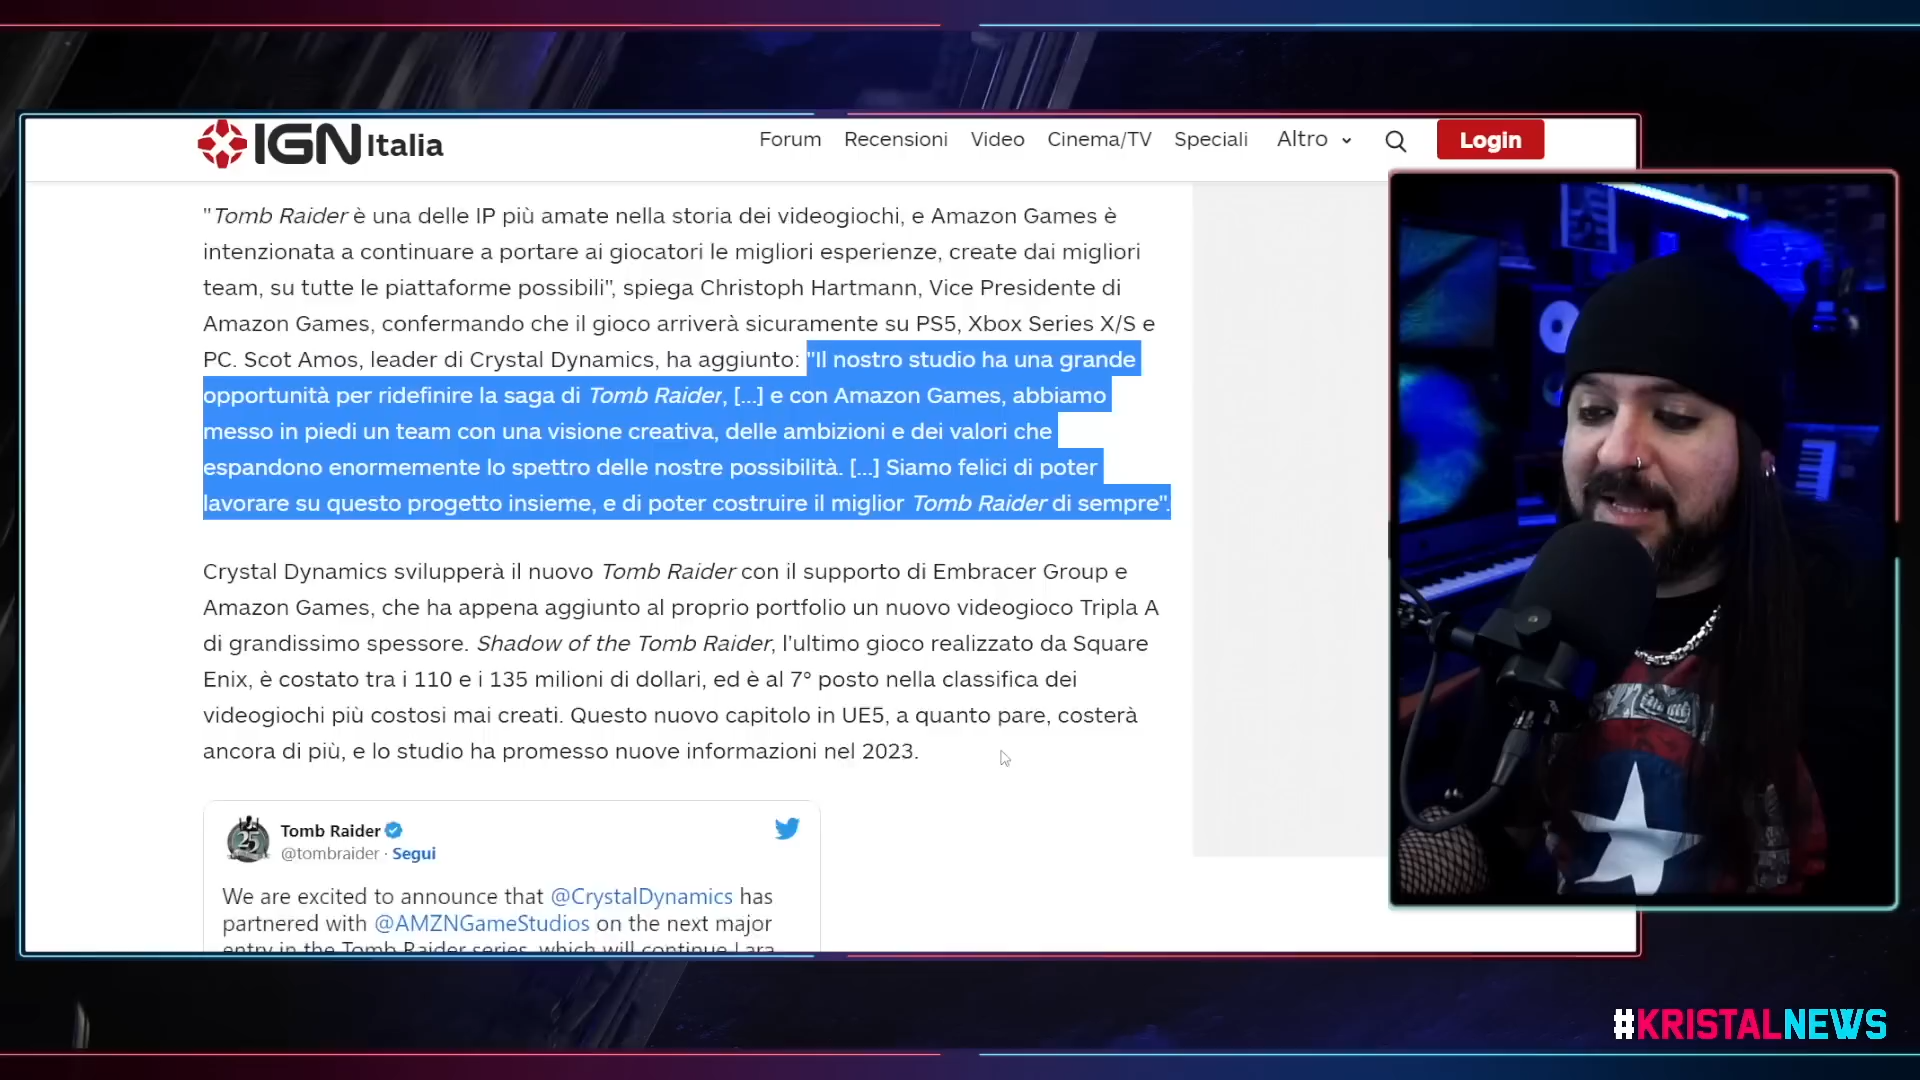 IGN Italia
Forum Recensioni Video Cinema/TV Speciali Altro Login
"Tomb Raider è una delle IP più amate nella storia dei videogiochi, e Amazon Games è
intenzionata a continuare a portare ai giocatori le migliori esperienze, create dai migliori
team, su tutte le piattaforme possibili", spiega Christoph Hartmann, Vice Presidente di
Amazon Games, confermando che il gioco arriverà sicuramente su PS5, Xbox Series X/S e
PC. Scot Amos, leader di Crystal Dynamics, ha aggiunto: "Il nostro studio ha una grande
opportunità per ridefinire la saga di Tomb Raider, [...] e con Amazon Games, abbiamo
messo in piedi un team con una visione creativa, delle ambizioni e dei valori che
espandono enormemente lo spettro delle nostre possibilità. [...] Siamo felici di poter
lavorare su questo progetto insieme, e di poter costruire il miglior Tomb Raider di sempre".
Crystal Dynamics svilupperà il nuovo Tomb Raider con il supporto di Embracer Group e
Amazon Games, che ha appena aggiunto al proprio portfolio un nuovo videogioco Tripla A
di grandissimo spessore. Shadow of the Tomb Raider, l'ultimo gioco realizzato da Square
Enix, è costato tra i 110 e i 135 milioni di dollari, ed è al 7° posto nella classifica dei
videogiochi più costosi mai creati. Questo nuovo capitolo in UE5, a quanto pare, costerà
ancora di più, e lo studio ha promesso nuove informazioni nel 2023.
25
Tomb Raider
@tombraider · Segui
We are excited to announce that @CrystalDynamics has
partnered with @AMZNGameStudios on the next major
entry in the Tomb Raider series, which will continue Lara
#KRISTALNEWS